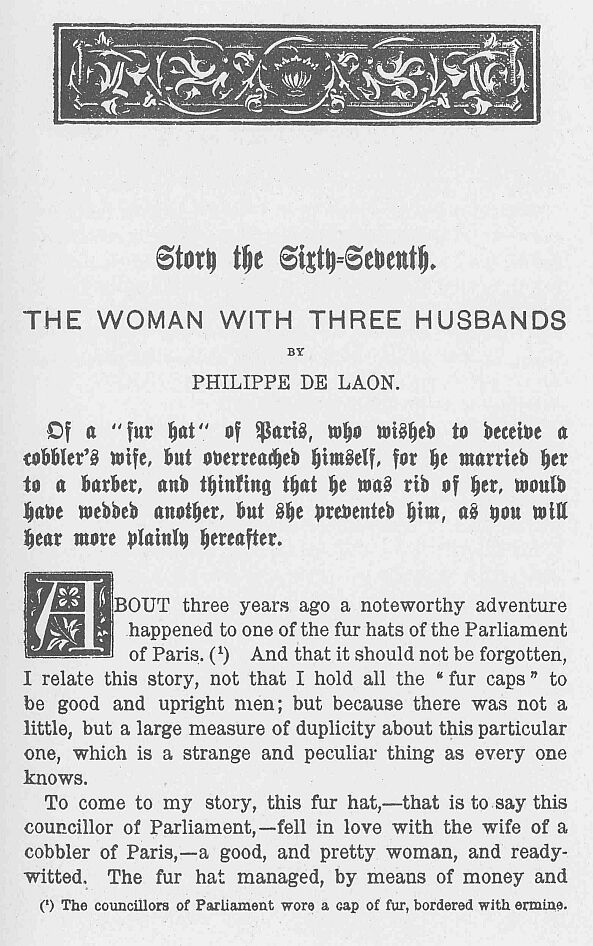 Story the Sixty-Seventh.
THE WOMAN WITH THREE HUSBANDS
BY
PHILIPPE DE LAON.
Of a "fur hat" of Paris, who wished to deceive a
cobbler's wife, but overreached himself, for he married her
to a barber, and thinking that he was rid of her, would
have wedded another, but she prevented him, as you will
hear more plainly hereafter.
ABOUT three years ago a noteworthy adventure
happened to one of the fur hats of the Parliament
of Paris. (¹) And that it should not be forgotten,
I relate this story, not that I hold all the "fur caps" to
be good and upright men; but because there was not a
little, but a large measure of duplicity about this particular
one, which is a strange and peculiar thing as every one
knows.
To come to my story, this fur hat,—that is to say this
councillor of Parliament,—fell in love with the wife of a
cobbler of Paris,—a good, and pretty woman, and ready-
witted. The fur hat managed, by means of money and
(¹) The councillors of Parliament wore a cap of fur, bordered with ermine.